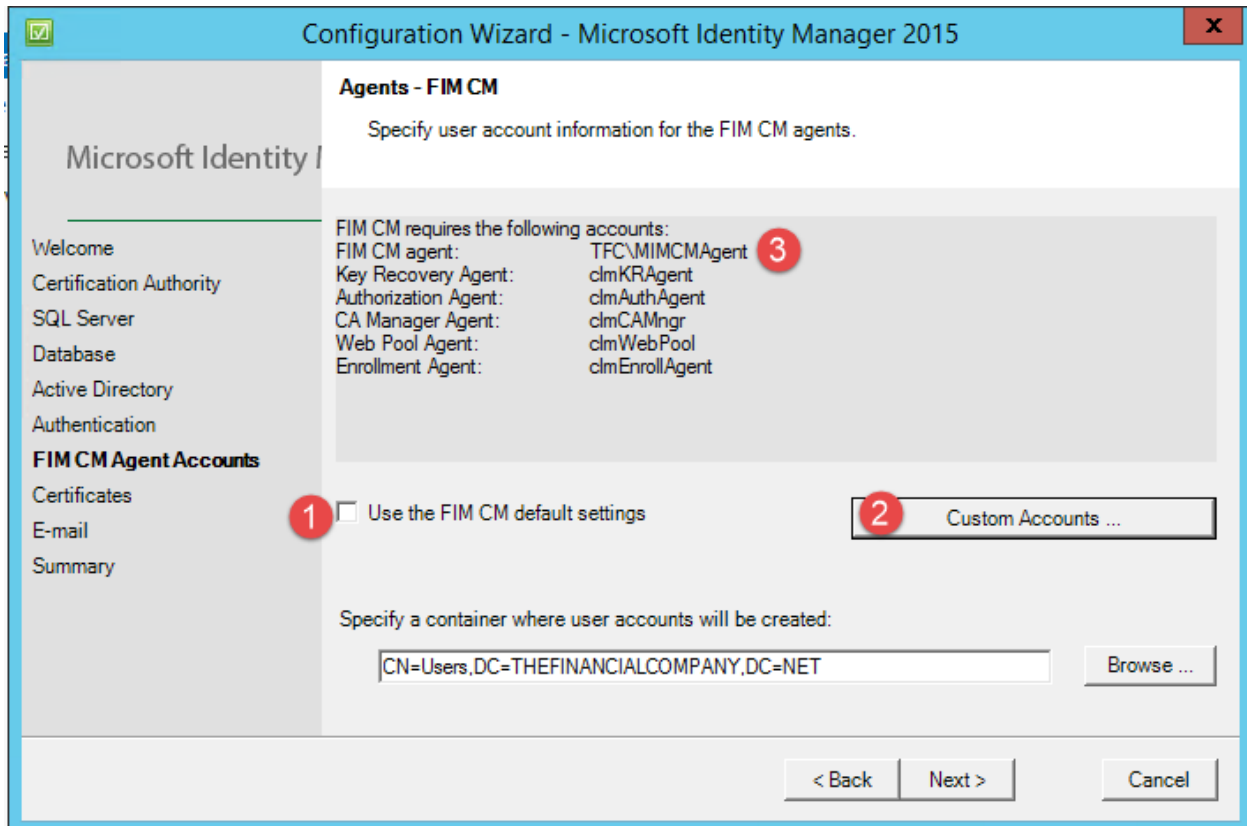 Configuration Wizard - Microsoft Identity Manager 2015
x
Agents - FIM CM
Specify user account information for the FIM CM agents.
Microsoft Identity
Welcome
Certification Authority
SQL Server
Database
Active Directory
Authentication
FIM CM Agent Accounts
Certificates
E-mail
Summary
FIM CM requires the following accounts:
FIM CM agent: TFC\MIMCMAgent 3
Key Recovery Agent: clmKRAgent
Authorization Agent: clmAuthAgent
CA Manager Agent: clmCAMngr
Web Pool Agent: clmWebPool
Enrollment Agent: clmEnrollAgent
1 Use the FIM CM default settings
2 Custom Accounts ...
Specify a container where user accounts will be created:
CN=Users,DC=THEFINANCIALCOMPANY,DC=NET
Browse ...
< Back
Next >
Cancel